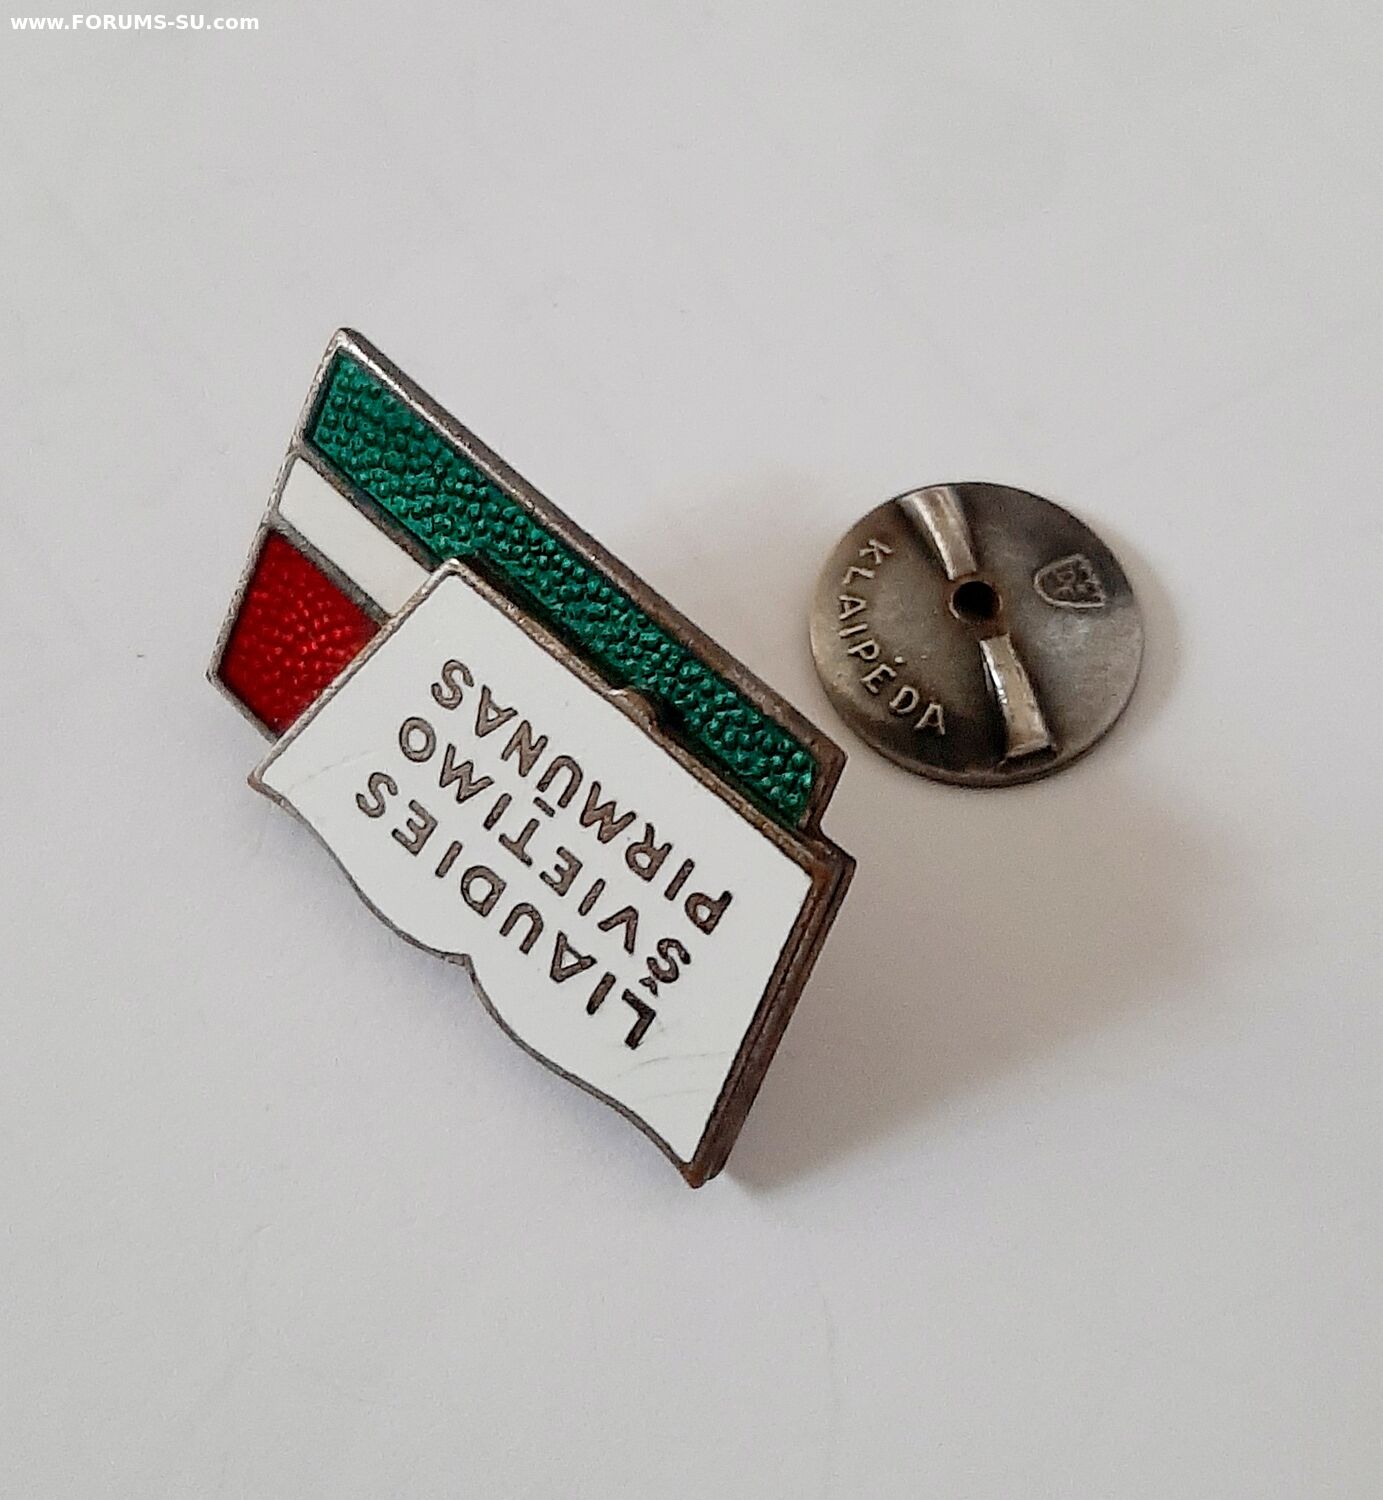 www.FORUMS-SU.com
LIAUDIES
ŠVIETIMO
PIRMŪNAS
KLAIPĖDA